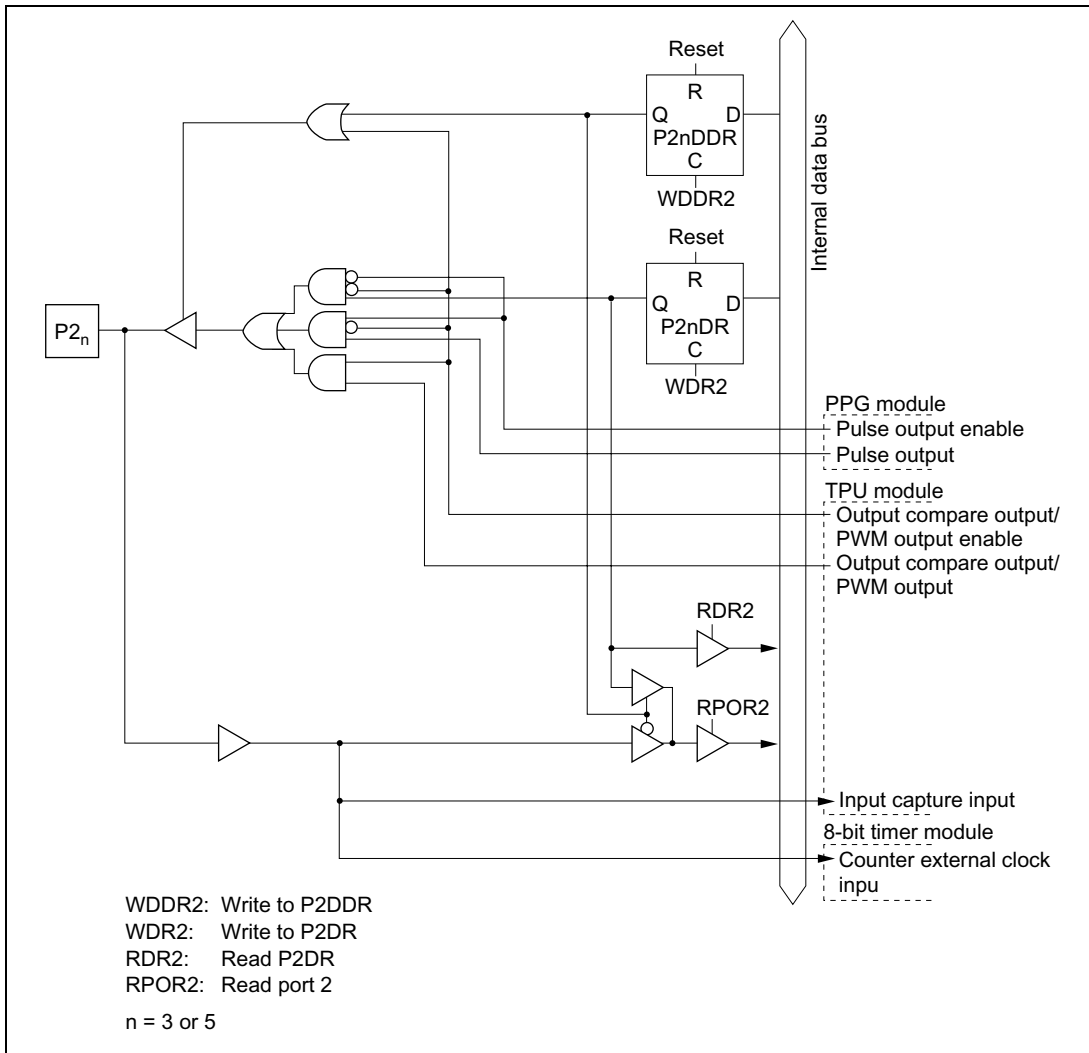 Reset
R
Q D
P2nDDR
C
WDDR2
Internal data bus
Reset
R
Q D
P2nDR
C
WDR2
P2n
PPG module
Pulse output enable
Pulse output
TPU module
Output compare output/
PWM output enable
Output compare output/
PWM output
RDR2
RPOR2
Input capture input
8-bit timer module
Counter external clock
inpu
WDDR2: Write to P2DDR
WDR2: Write to P2DR
RDR2: Read P2DR
RPOR2: Read port 2
n = 3 or 5